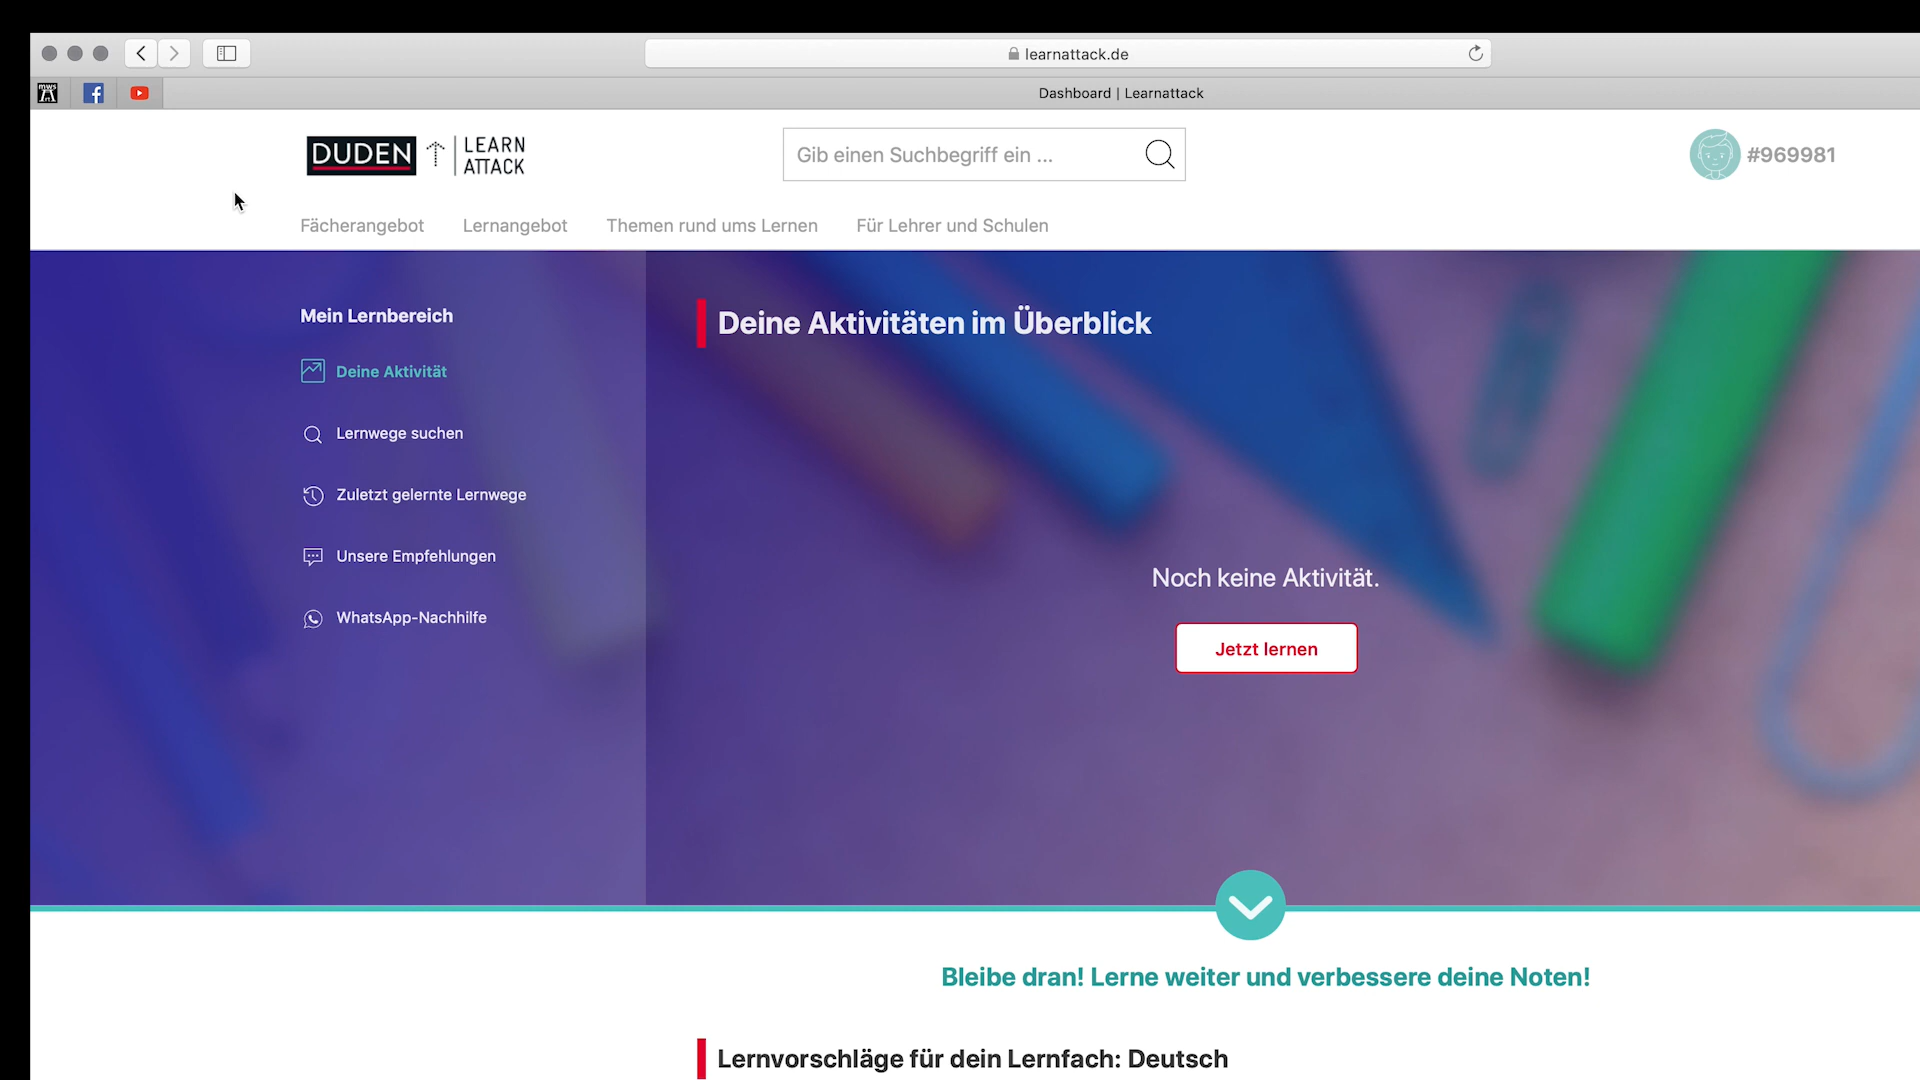 learnattack.de
Dashboard | Learnattack
DUDEN
LEARN
ATTACK
Gib einen Suchbegriff ein ...
#969981
Fächerangebot
Lernangebot
Themen rund ums Lernen
Für Lehrer und Schulen
Mein Lernbereich
Deine Aktivität
Lernwege suchen
Zuletzt gelernte Lernwege
Unsere Empfehlungen
WhatsApp-Nachhilfe
Deine Aktivitäten im Überblick
Noch keine Aktivität.
Jetzt lernen
Bleibe dran! Lerne weiter und verbessere deine Noten!
Lernvorschläge für dein Lernfach: Deutsch